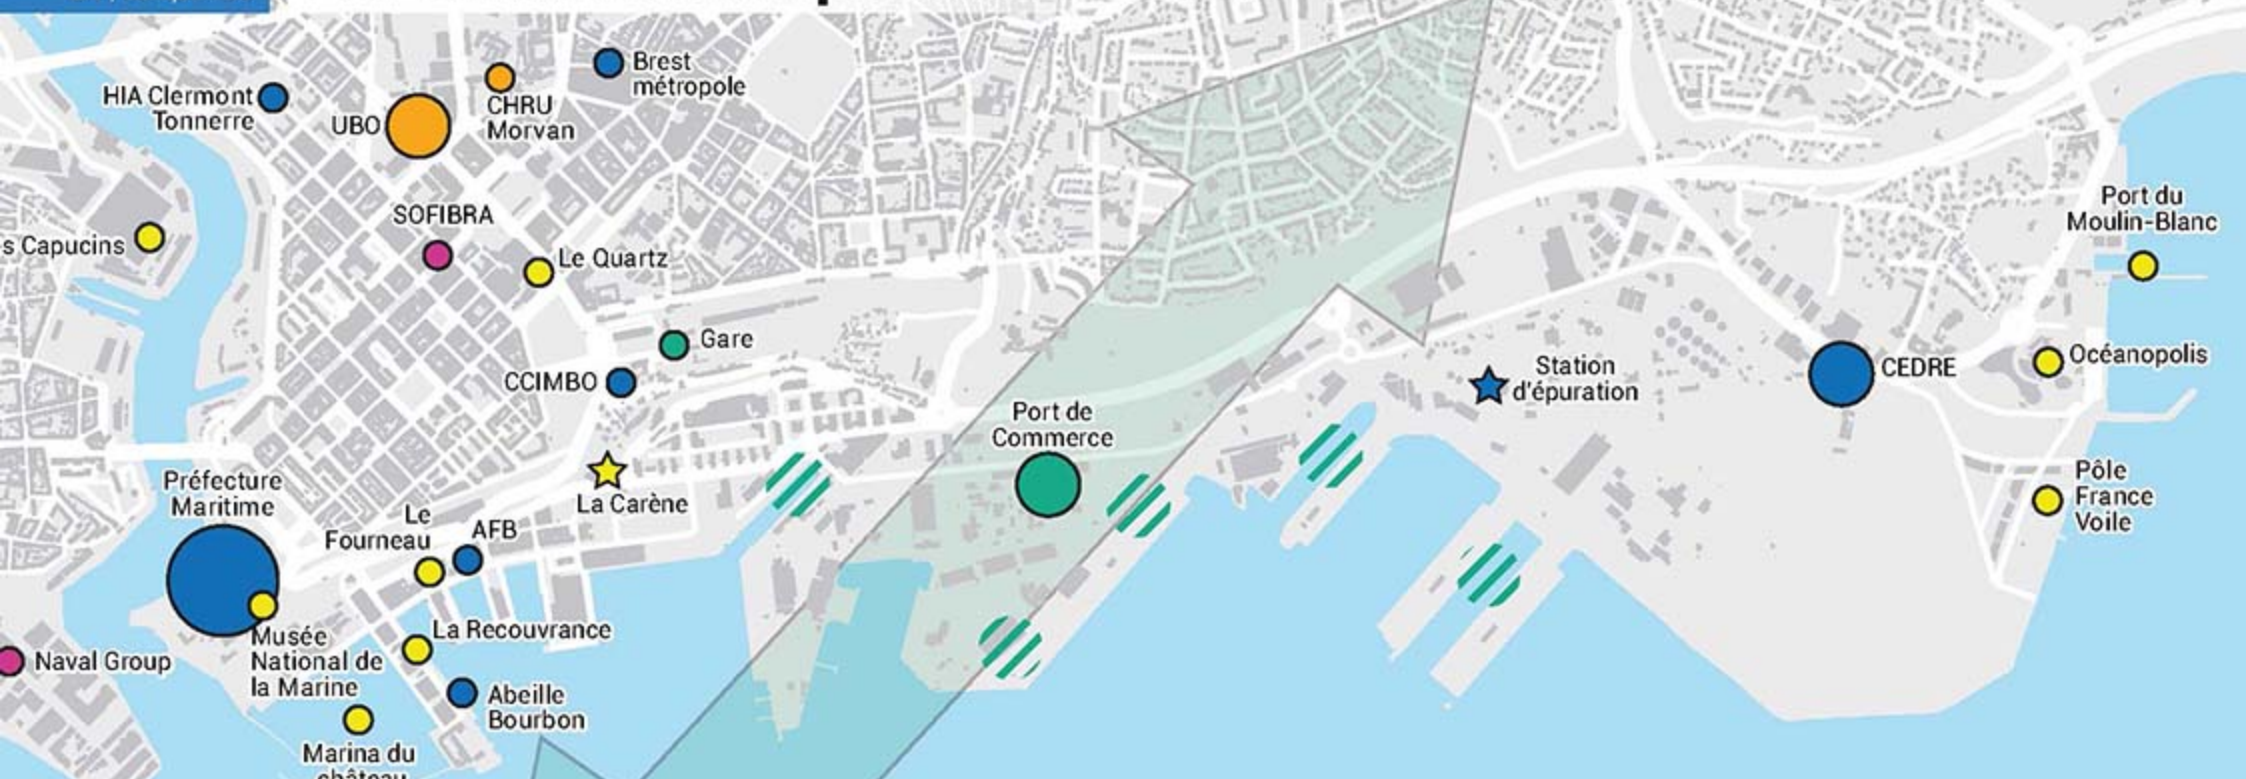 Brest
métropole
HIA Clermont
Tonnerre
UBO
CHRU
Morvan
SOFIBRA
s Capucins
Le Quartz
Port du
Moulin-Blanc
Gare
CCIMBO
Station
d'épuration
CEDRE
Océanopolis
Port de
Commerce
La Carène
Préfecture
Maritime
Le
Fourneau
AFB
Pôle
France
Voile
Musée
National de
la Marine
La Recouvrance
Naval Group
Abeille
Bourbon
Marina du
château